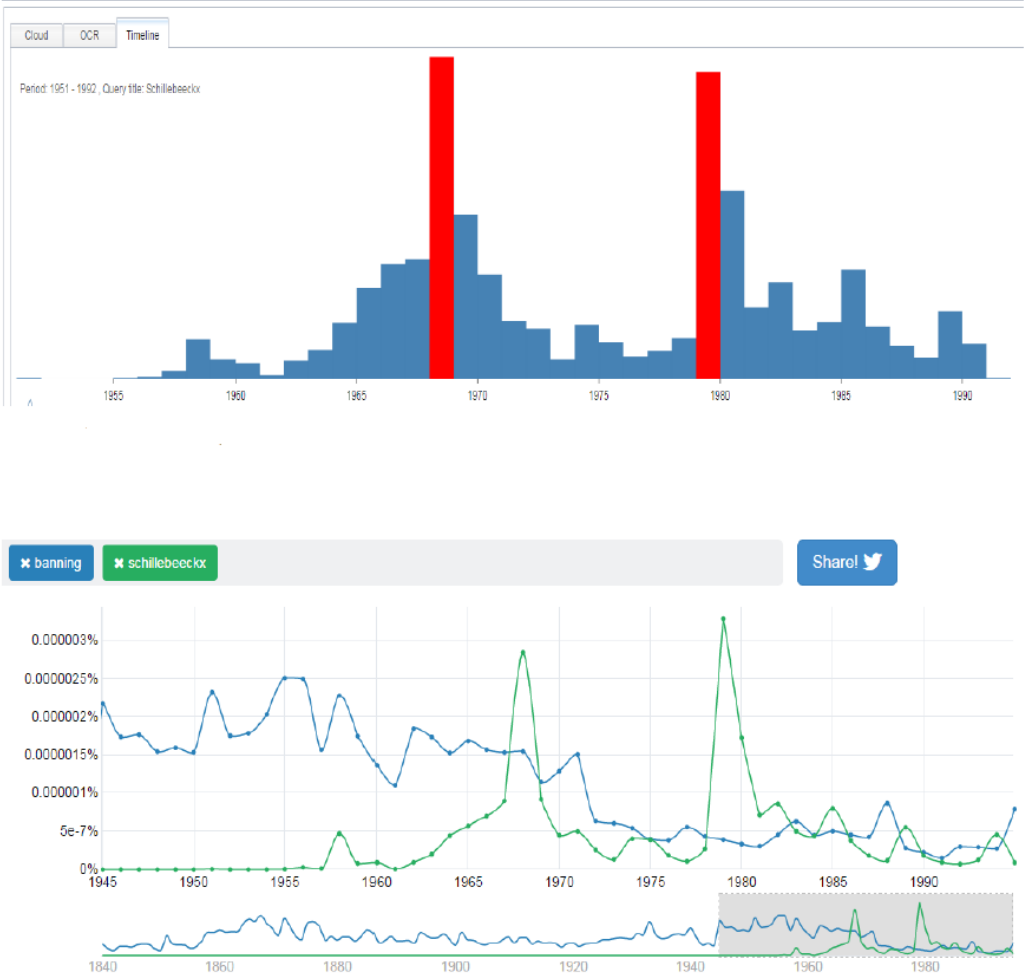 Cloud OCR Timeline
Period: 1951 - 1992 , Query title: Schillebeeckx
1955 1960 1965 1970 1975 1980 1985 1990
✖ banning ✖ schillebeeckx Share!
0.000003%
0.0000025%
0.000002%
0.0000015%
0.000001%
5e-7%
0%
1945 1950 1955 1960 1965 1970 1975 1980 1985 1990
1840 1860 1880 1900 1920 1940 1960 1980